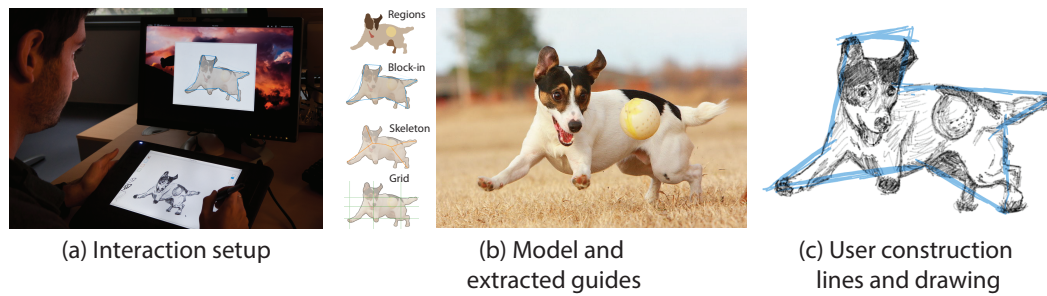 Regions
Block-in
Skeleton
Grid
(a) Interaction setup
(b) Model and
extracted guides
(c) User construction
lines and drawing